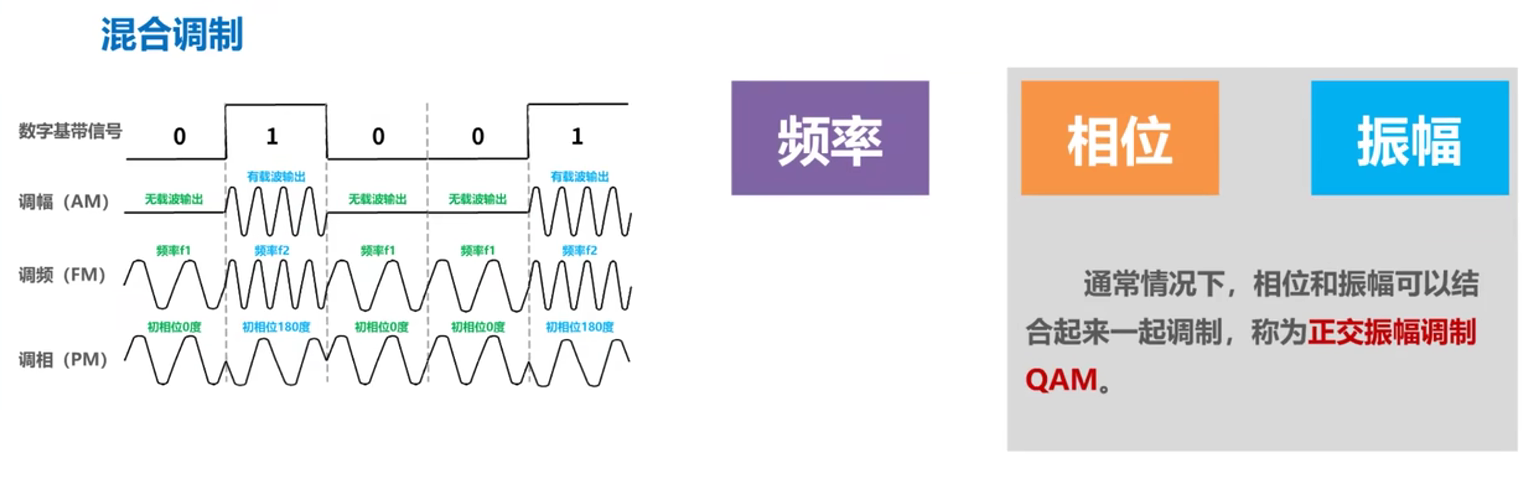 混合调制
数字基带信号
0 1 0 0 1
有载波输出 有载波输出
调幅（AM） 无载波输出 无载波输出 无载波输出
频率f1 频率f2 频率f1 频率f1 频率f2
调频（FM）
初相位0度 初相位180度 初相位0度 初相位0度 初相位180度
调相（PM）
频率
相位
振幅
通常情况下，相位和振幅可以结
合起来一起调制，称为正交振幅调制
QAM。